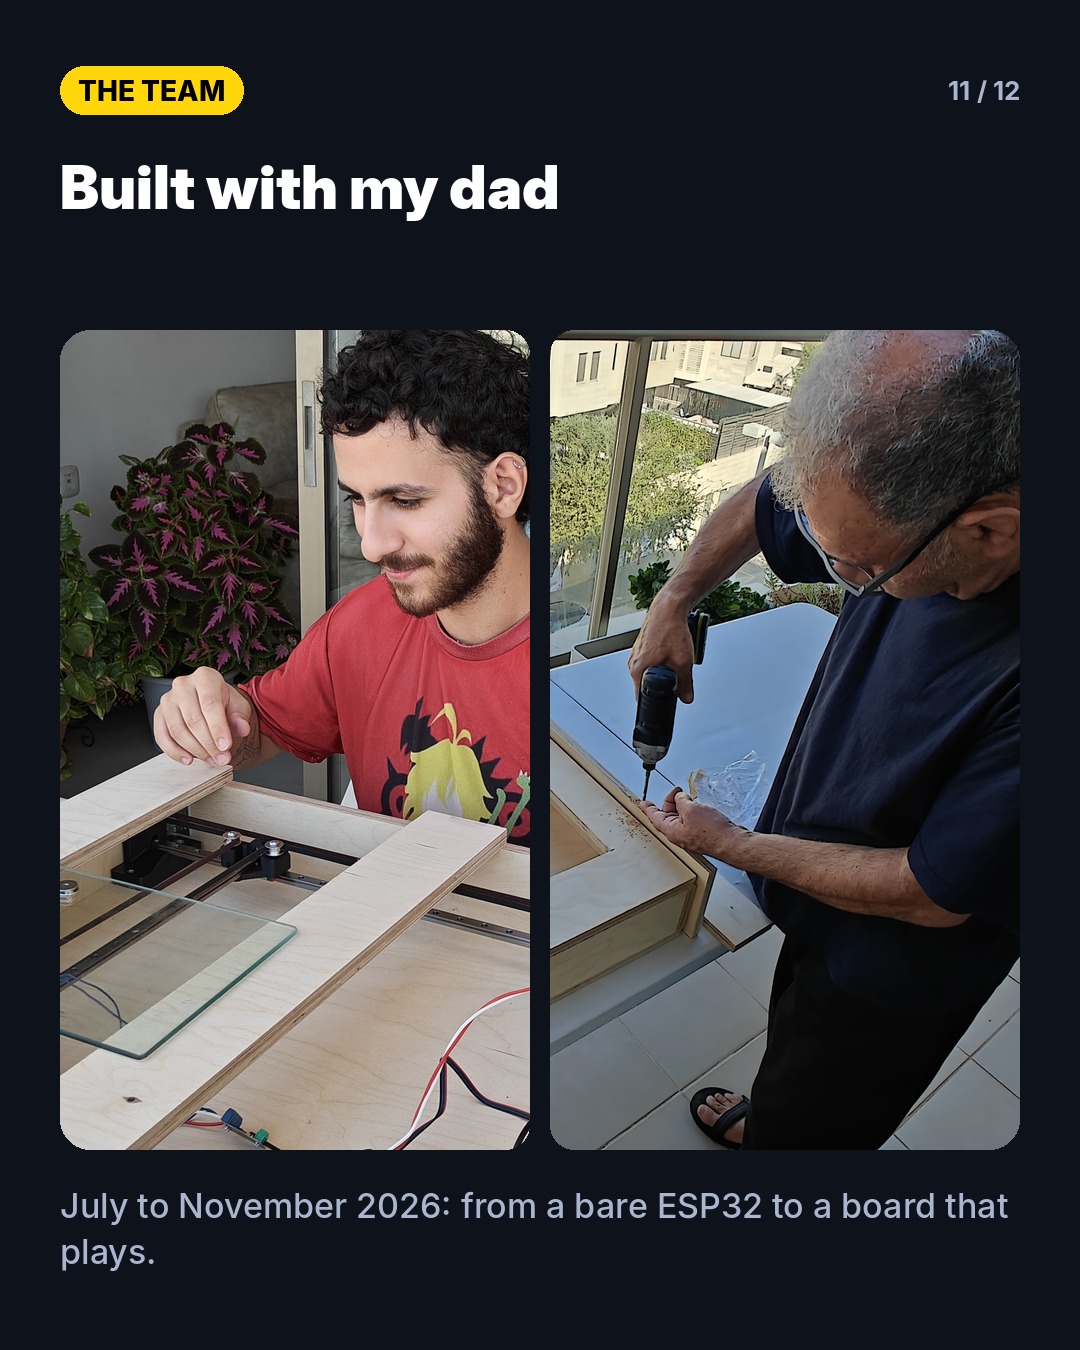 THE TEAM
11 / 12
Built with my dad
July to November 2026: from a bare ESP32 to a board that
plays.